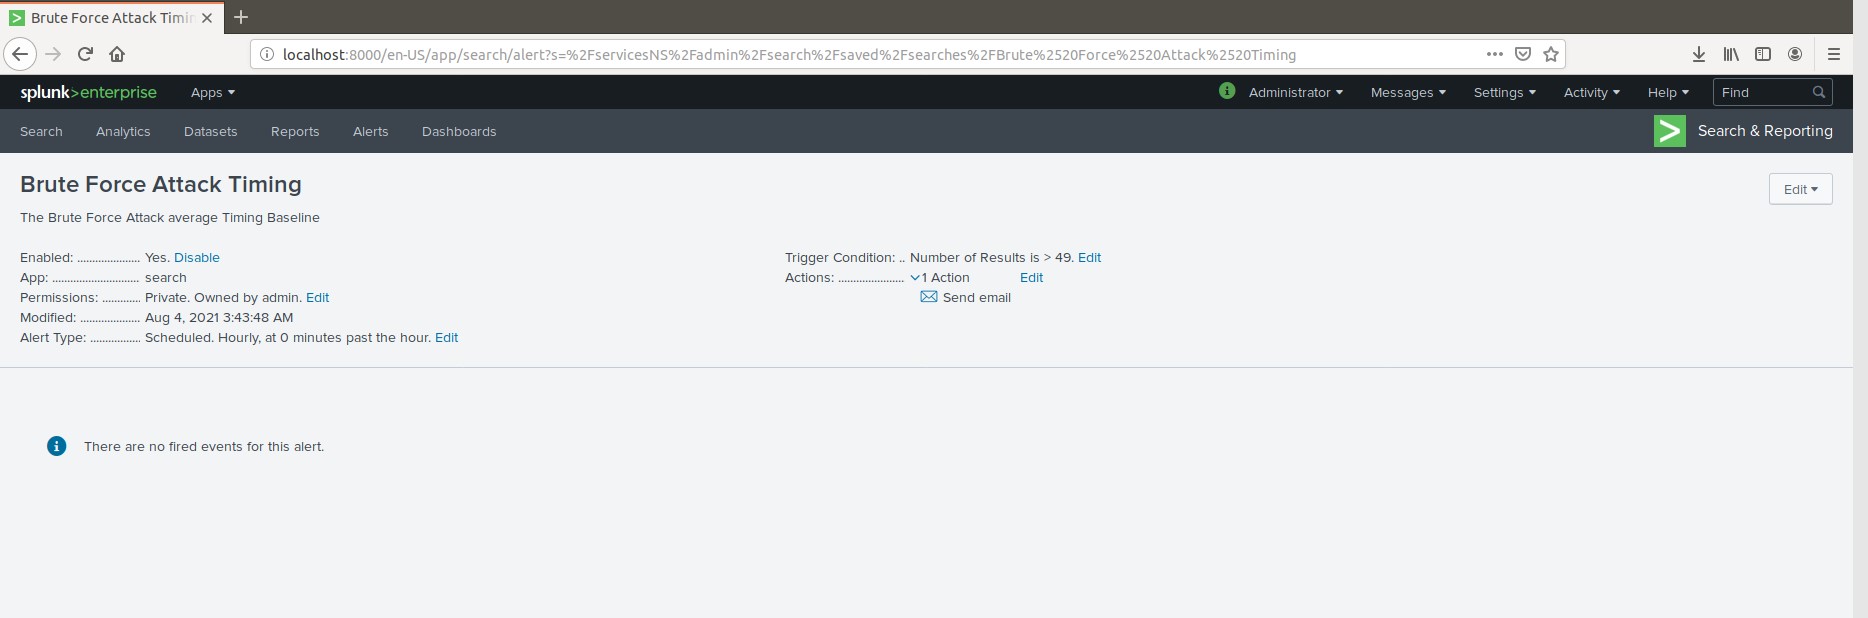 Brute Force Attack Timin
localhost:8000/en-US/app/search/alert?s=%2FservicesNS%2Fadmin%2Fsearch%2Fsaved%2Fsearches%2FBrute%2520Force%2520Attack%2520Timing
splunk>enterprise Apps Administrator Messages Settings Activity Help Find
Search Analytics Datasets Reports Alerts Dashboards Search & Reporting
Brute Force Attack Timing
Edit
The Brute Force Attack average Timing Baseline
Enabled: ..................... Yes. Disable
App: ............................. search
Permissions: ............. Private. Owned by admin. Edit
Modified: .................... Aug 4, 2021 3:43:48 AM
Alert Type: ................. Scheduled. Hourly, at 0 minutes past the hour. Edit
Trigger Condition: .. Number of Results is > 49. Edit
Actions: ...................... 1 Action Edit
Send email
There are no fired events for this alert.